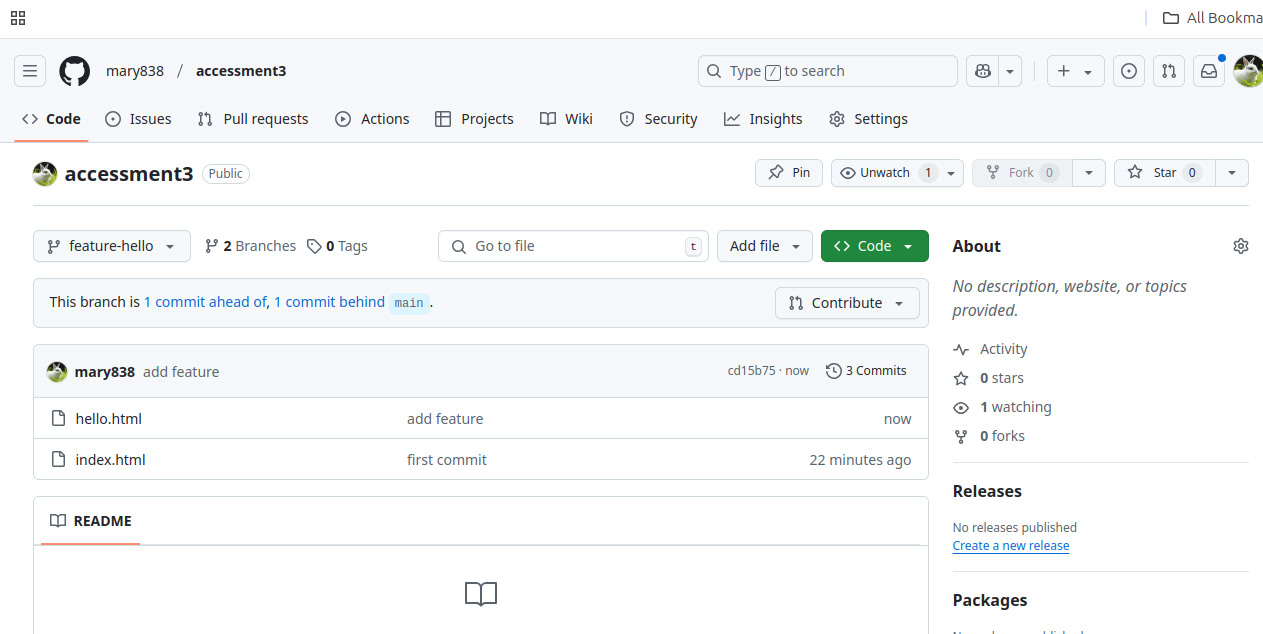 All Bookma
mary838 / accessment3
Type / to search
Code Issues Pull requests Actions Projects Wiki Security Insights Settings
accessment3 Public
Pin Unwatch 1 Fork 0 Star 0
feature-hello 2 Branches 0 Tags Go to file t Add file Code
This branch is 1 commit ahead of, 1 commit behind main .
Contribute
mary838 add feature cd15b75 · now 3 Commits
hello.html add feature now
index.html first commit 22 minutes ago
README
About
No description, website, or topics
provided.
Activity
0 stars
1 watching
0 forks
Releases
No releases published
Create a new release
Packages